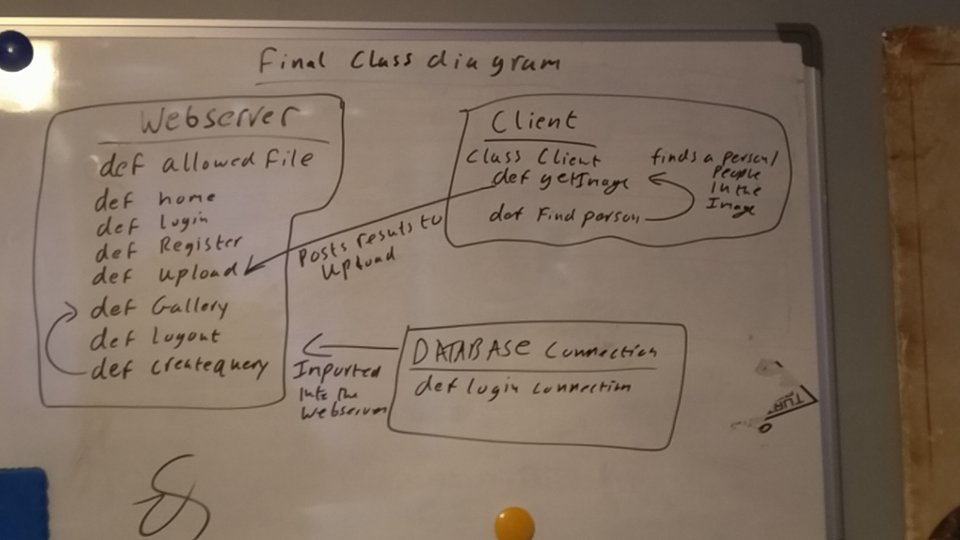 Final Class diagram
Webserver
def allowed File
def home
def login
def Register
def upload
def Gallery
def logout
def createquery
Client
Class Client
def getImage
def Find person
finds a person/
People
In the
Image
Posts resuts to
Upload
DATABASE Connection
def login connection
Imported
Into the
Webserver